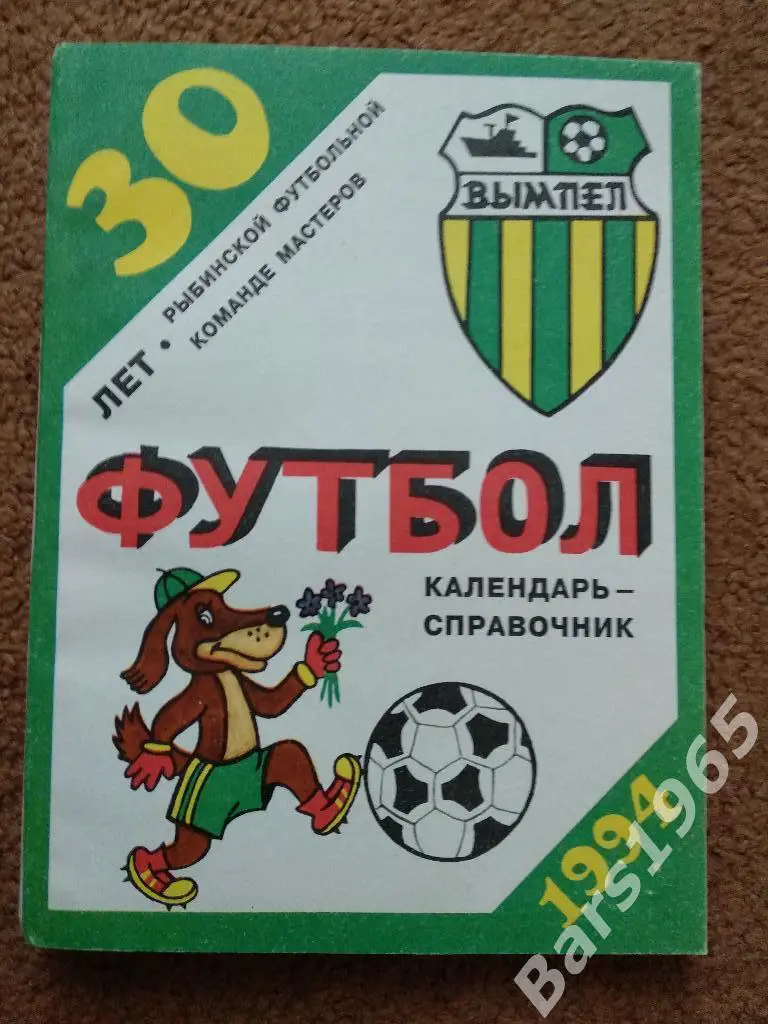 30
ЛЕТ • РЫБИНСКОЙ ФУТБОЛЬНОЙ
КОМАНДЕ МАСТЕРОВ
ВЫМПЕЛ
ФУТБОЛ
КАЛЕНДАРЬ –
СПРАВОЧНИК
1994
Bars1965